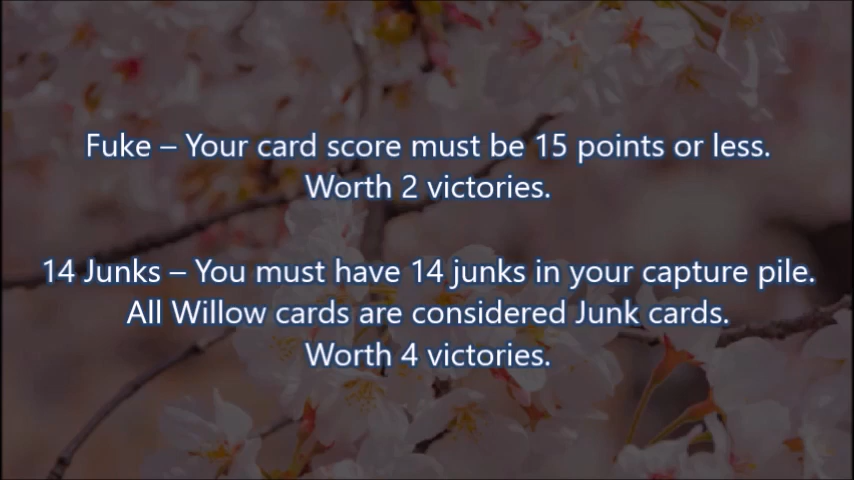 Fuke – Your card score must be 15 points or less.
Worth 2 victories.
14 Junks – You must have 14 junks in your capture pile.
All Willow cards are considered Junk cards.
Worth 4 victories.